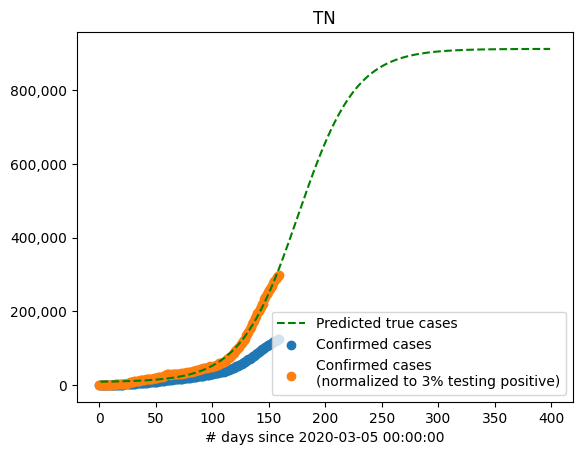 TN
800,000
600,000
400,000
200,000
0
0 50 100 150 200 250 300 350 400
# days since 2020-03-05 00:00:00
Predicted true cases
Confirmed cases
Confirmed cases
(normalized to 3% testing positive)